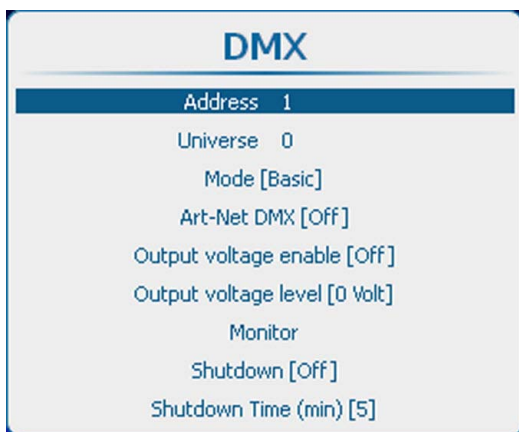 DMX
Address 1
Universe 0
Mode [Basic]
Art-Net DMX [Off]
Output voltage enable [Off]
Output voltage level [0 Volt]
Monitor
Shutdown [Off]
Shutdown Time (min) [5]